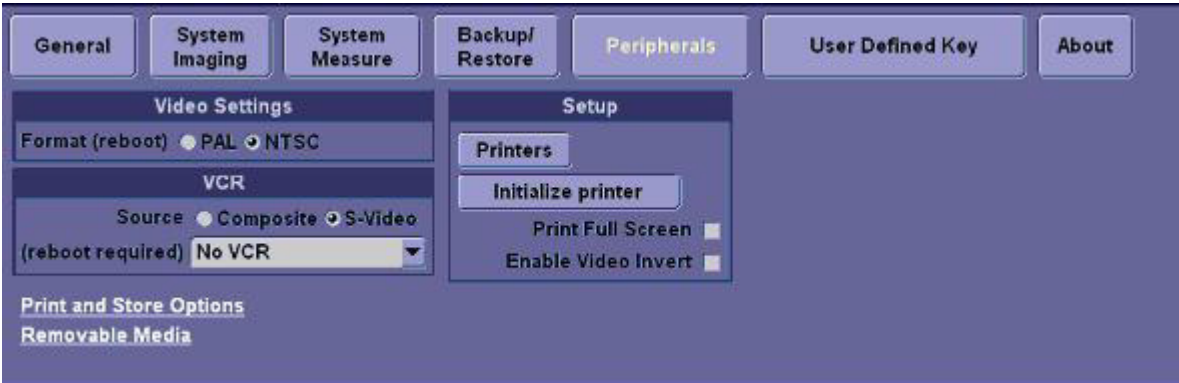 General
System
Imaging
System
Measure
Backup/
Restore
Peripherals
User Defined Key
About
Video Settings
Format (reboot) PAL NTSC
VCR
Source Composite S-Video
(reboot required) No VCR
Setup
Printers
Initialize printer
Print Full Screen
Enable Video Invert
Print and Store Options
Removable Media